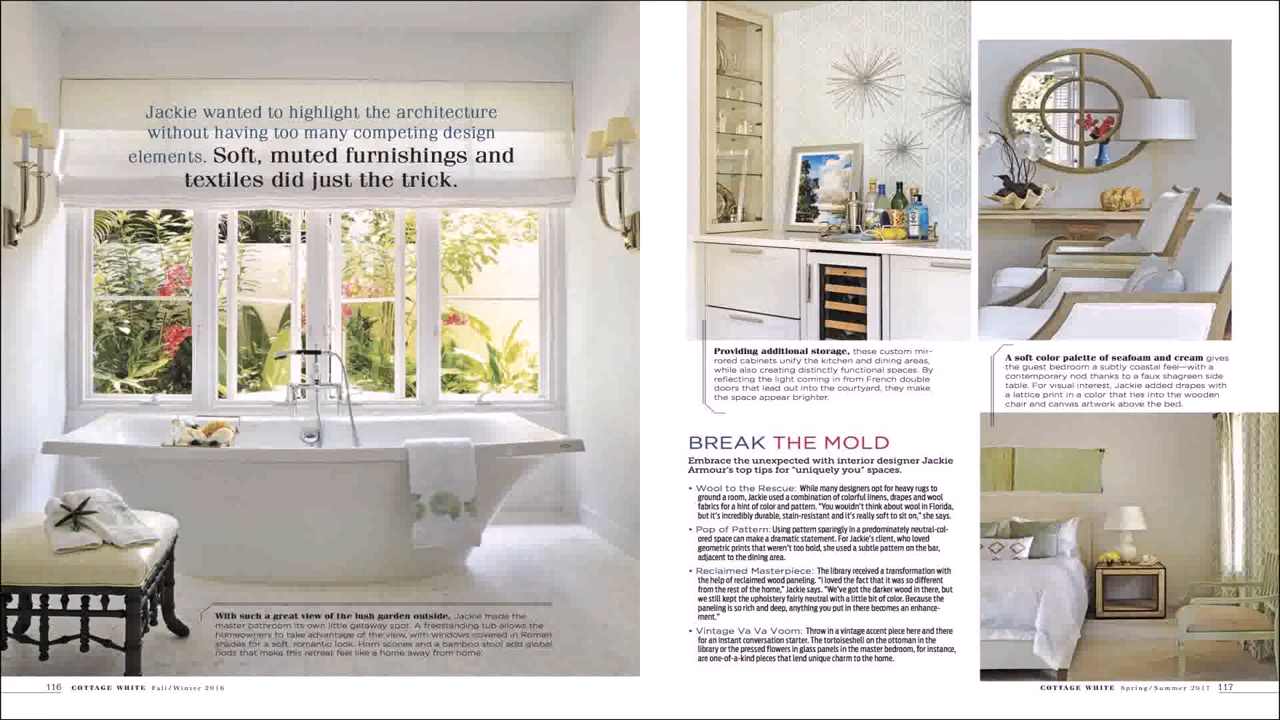 Jackie wanted to highlight the architecture
without having too many competing design
elements. Soft, muted furnishings and
textiles did just the trick.
With such a great view of the lush garden outside, Jackie made the
master bathroom its own little getaway spot. A freestanding tub allows the
homeowners to take advantage of the view, with windows covered in Roman
shades for a soft, romantic look. Horn scones and a bamboo stool add global
nods that make this retreat feel like a home away from home.
116 COTTAGE WHITE Fall/Winter 2016
Providing additional storage, these custom mir-
rored cabinets unify the kitchen and dining areas,
while also creating distinctly functional spaces. By
reflecting the light coming in from French double
doors that lead out into the courtyard, they make
the space appear brighter.
A soft color palette of seafoam and cream gives
the guest bedroom a subtly coastal feel—with a
contemporary nod thanks to a faux shagreen side
table. For visual interest, Jackie added drapes with
a lattice print in a color that ties into the wooden
chair and canvas artwork above the bed.
BREAK THE MOLD
Embrace the unexpected with interior designer Jackie
Armour's top tips for "uniquely you" spaces.
• Wool to the Rescue: While many designers opt for heavy rugs to
ground a room, Jackie used a combination of colorful linens, drapes and wool
fabrics for a hint of color and pattern. "You wouldn't think about wool in Florida,
but it's incredibly durable, stain-resistant and it's really soft to sit on," she says.
• Pop of Pattern: Using pattern sparingly in a predominately neutral-col-
ored space can make a dramatic statement. For Jackie's client, who loved
geometric prints that weren't too bold, she used a subtle pattern on the bar,
adjacent to the dining area.
• Reclaimed Masterpiece: The library received a transformation with
the help of reclaimed wood paneling. "I loved the fact that it was so different
from the rest of the home," Jackie says. "We've got the darker wood in there, but
we still kept the upholstery fairly neutral with a little bit of color. Because the
paneling is so rich and deep, anything you put in there becomes an enhance-
ment."
• Vintage Va Va Voom: Throw in a vintage accent piece here and there
for an instant conversation starter. The tortoiseshell on the ottoman in the
library or the pressed flowers in glass panels in the master bedroom, for instance,
are one-of-a-kind pieces that lend unique charm to the home.
COTTAGE WHITE Spring/Summer 2017 117